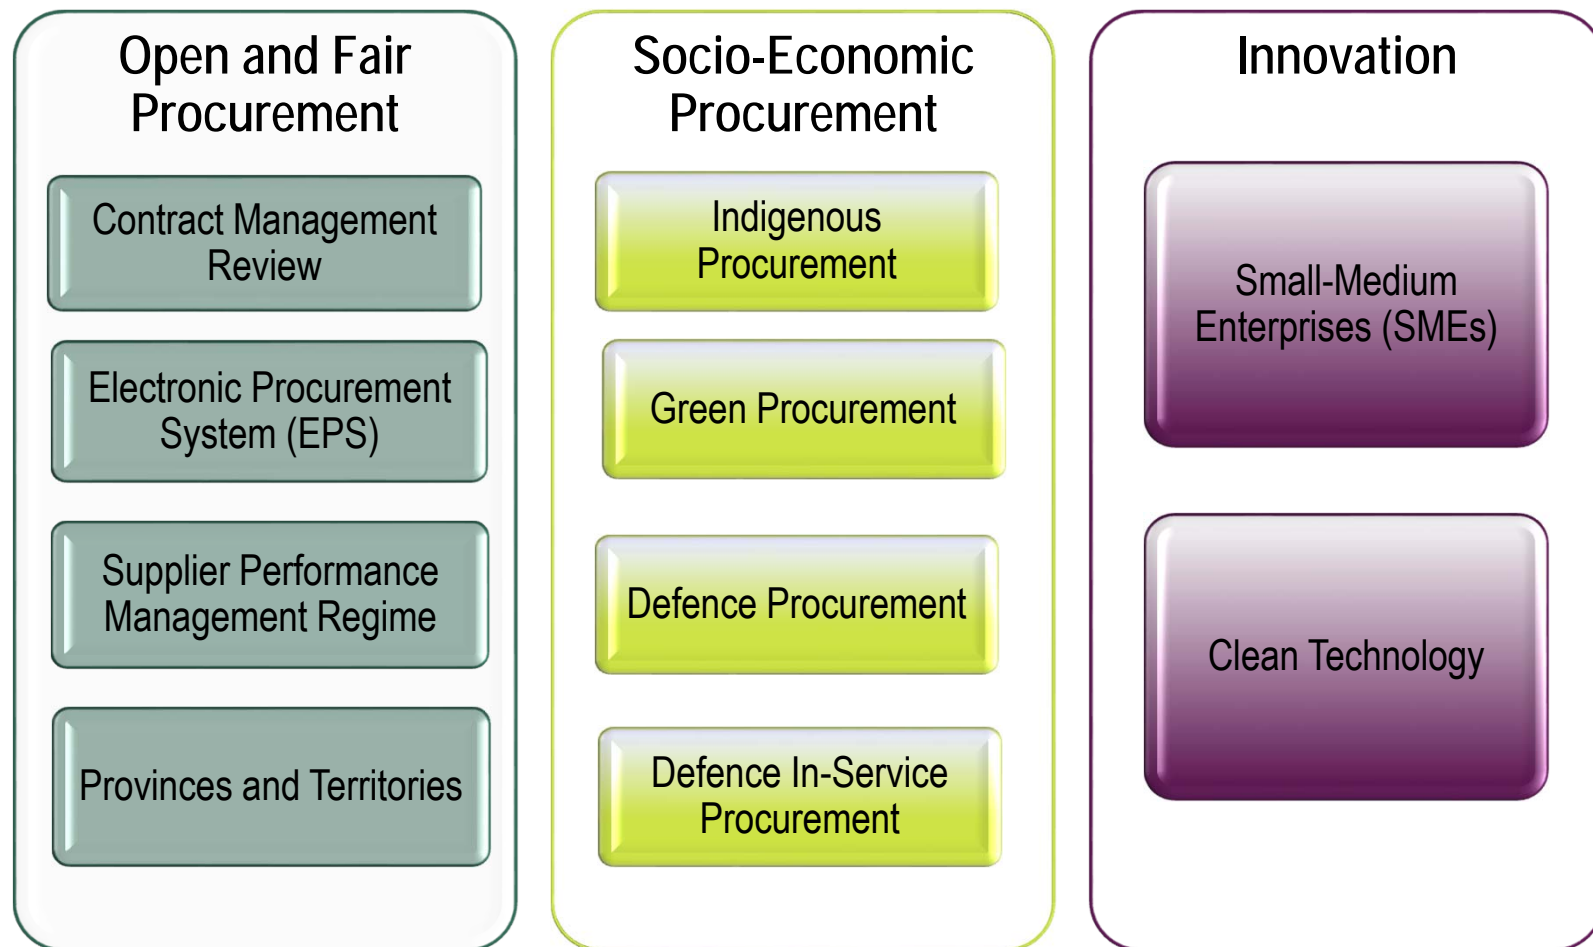 Open and Fair
Procurement
Contract Management
Review
Electronic Procurement
System (EPS)
Supplier Performance
Management Regime
Provinces and Territories
Socio-Economic
Procurement
Indigenous
Procurement
Green Procurement
Defence Procurement
Defence In-Service
Procurement
Innovation
Small-Medium
Enterprises (SMEs)
Clean Technology